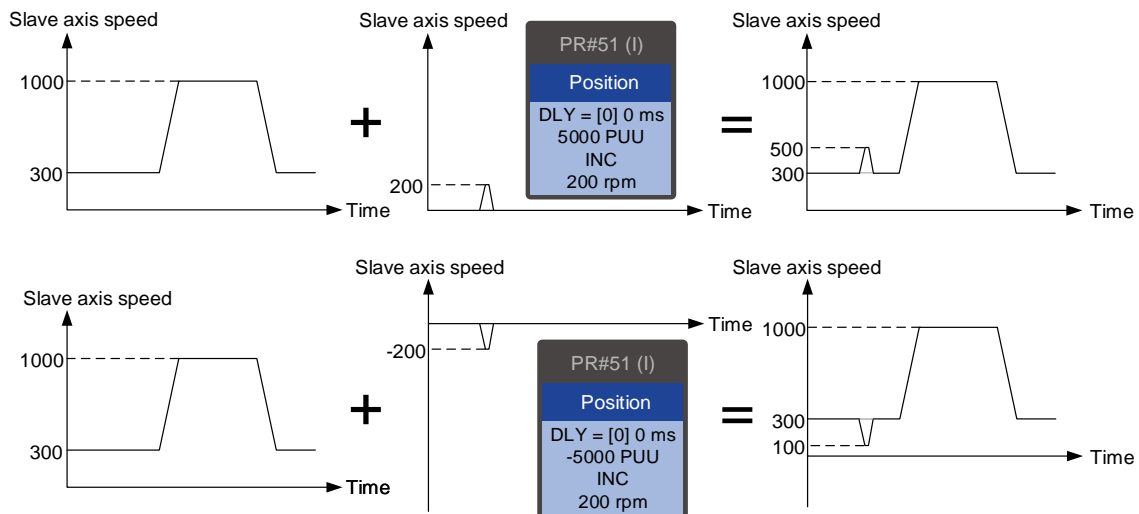 Slave axis speed
1000
300
Time
+
Slave axis speed
200
Time
PR#51 (I)
Position
DLY = [0] 0 ms
5000 PUU
INC
200 rpm
=
Slave axis speed
1000
500
300
Time
Slave axis speed
1000
300
Time
+
Slave axis speed
-200
Time
PR#51 (I)
Position
DLY = [0] 0 ms
-5000 PUU
INC
200 rpm
=
Slave axis speed
1000
300
100
Time